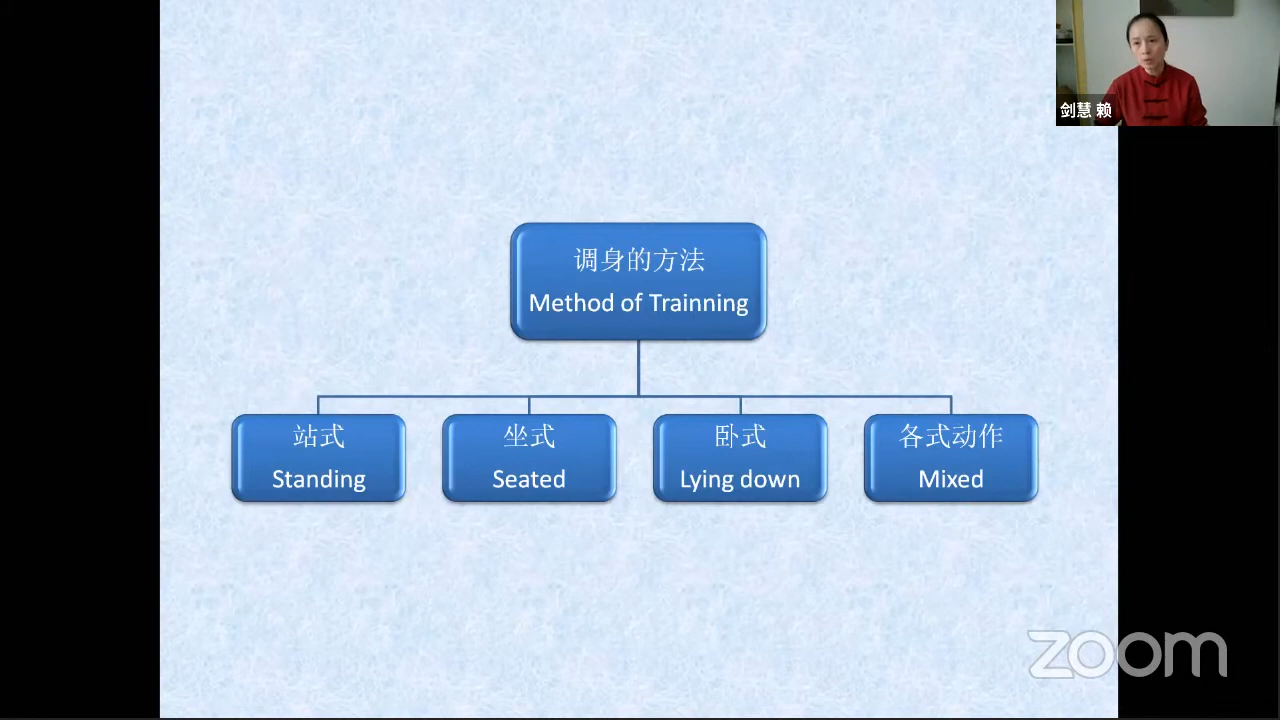 剑慧 赖
调身的方法
Method of Trainning
站式
Standing
坐式
Seated
卧式
Lying down
各式动作
Mixed
zoom